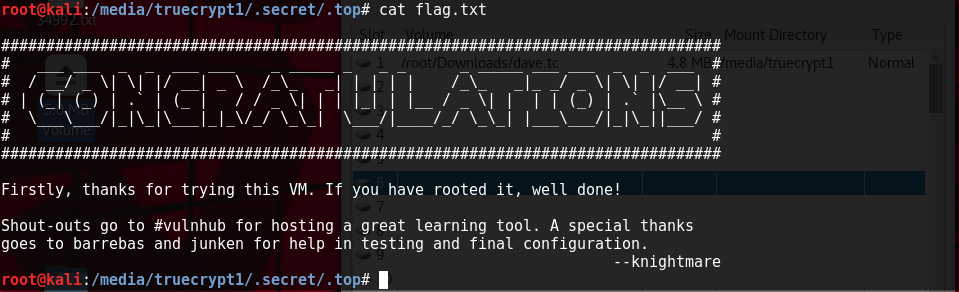 root@kali:/media/truecrypt1/.secret/.top# cat flag.txt
34992.txt
Slot Volume Size Mount Directory Type
################################################################################
1 /root/Downloads/dave.tc 4.8 MB /media/truecrypt1 Normal
# CONGRATULATIONS #
Volume
4
################################################################################
Firstly, thanks for trying this VM. If you have rooted it, well done!
6
7
Shout-outs go to #vulnhub for hosting a great learning tool. A special thanks
goes to barrebas and junken for help in testing and final configuration.
9
--knightmare
root@kali:/media/truecrypt1/.secret/.top#